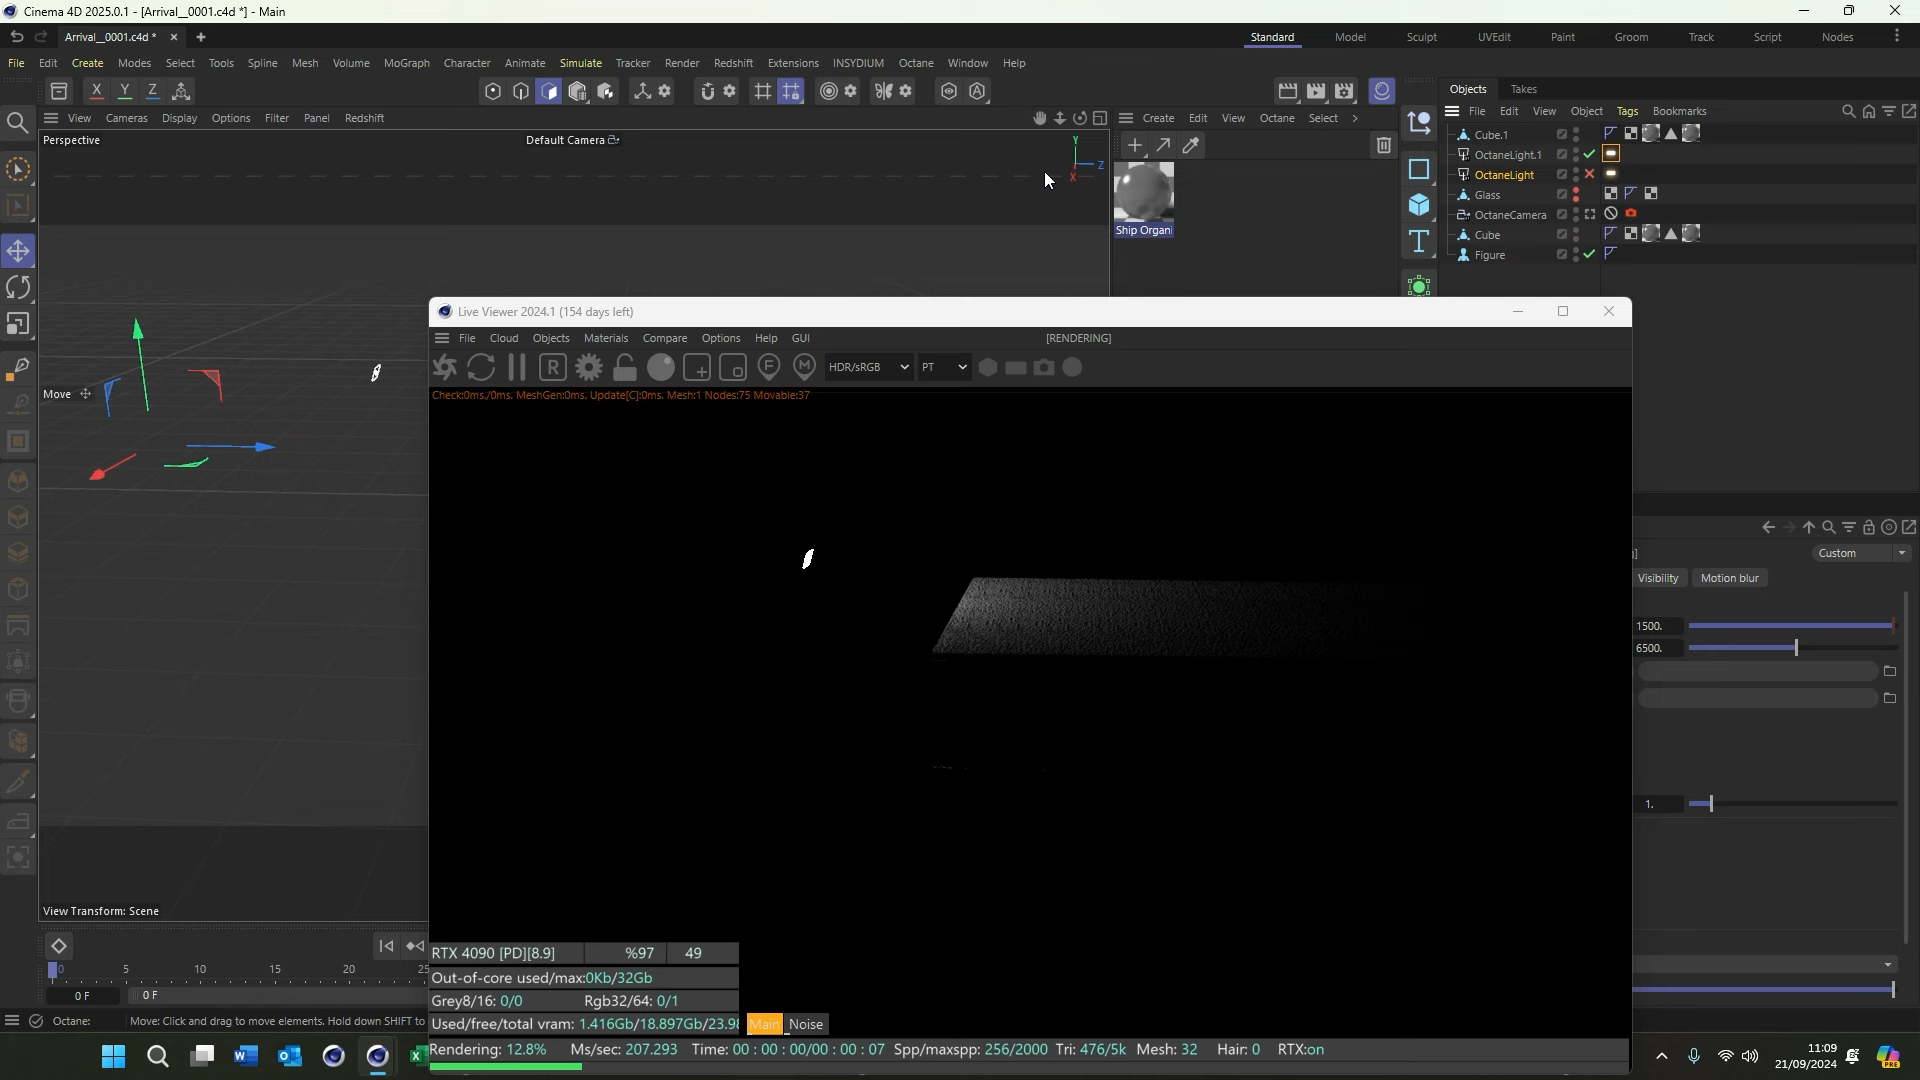 Cinema 4D 2025.0.1 - [Arrival_0001.c4d *] - Main
Arrival_0001.c4d *
Standard Model Sculpt UVEdit Paint Groom Track Script Nodes
File Edit Create Modes Select Tools Spline Mesh Volume MoGraph Character Animate Simulate Tracker Render Redshift Extensions INSYDIUM Octane Window Help
X Y Z
Objects Takes
File Edit View Object Tags Bookmarks
View Cameras Display Options Filter Panel Redshift
Create Edit View Octane Select
Perspective
Default Camera
Y
Z
X
Ship Organi
Cube.1
OctaneLight.1
OctaneLight
Glass
OctaneCamera
Cube
Figure
Live Viewer 2024.1 (154 days left)
File Cloud Objects Materials Compare Options Help GUI
[RENDERING]
R F M HDR/sRGB PT
Check:0ms./0ms. MeshGen:0ms. Update[C]:0ms. Mesh:1 Nodes:75 Movable:37
Move
Custom
Visibility Motion blur
1500.
6500.
1.
View Transform: Scene
RTX 4090 [PD][8.9] %97 49
Out-of-core used/max:0Kb/32Gb
Grey8/16: 0/0 Rgb32/64: 0/1
Used/free/total vram: 1.416Gb/18.897Gb/23.98
Main Noise
Rendering: 12.8% Ms/sec: 207.293 Time: 00 : 00 : 00/00 : 00 : 07 Spp/maxspp: 256/2000 Tri: 476/5k Mesh: 32 Hair: 0 RTX:on
0 5 10 15 20 25
0 F
0 F
Octane:
Move: Click and drag to move elements. Hold down SHIFT to
11:09
21/09/2024
PRE